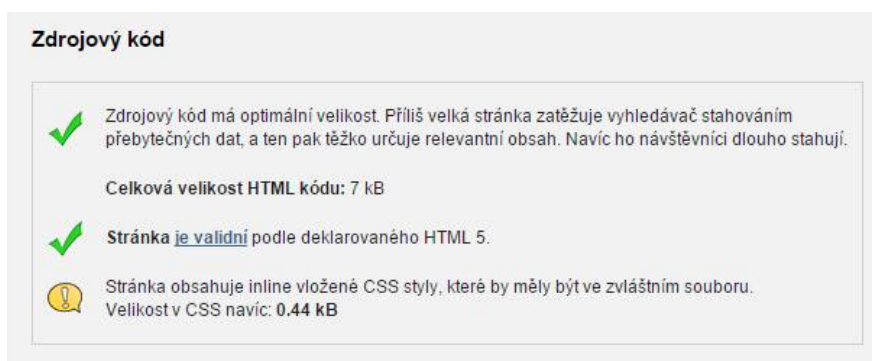 Zdrojový kód
Zdrojový kód má optimální velikost. Příliš velká stránka zatěžuje vyhledávač stahováním
přebytečných dat, a ten pak těžko určuje relevantní obsah. Navíc ho návštěvníci dlouho stahují.
Celková velikost HTML kódu: 7 kB
Stránka je validní podle deklarovaného HTML 5.
Stránka obsahuje inline vložené CSS styly, které by měly být ve zvláštním souboru.
Velikost v CSS navíc: 0.44 kB